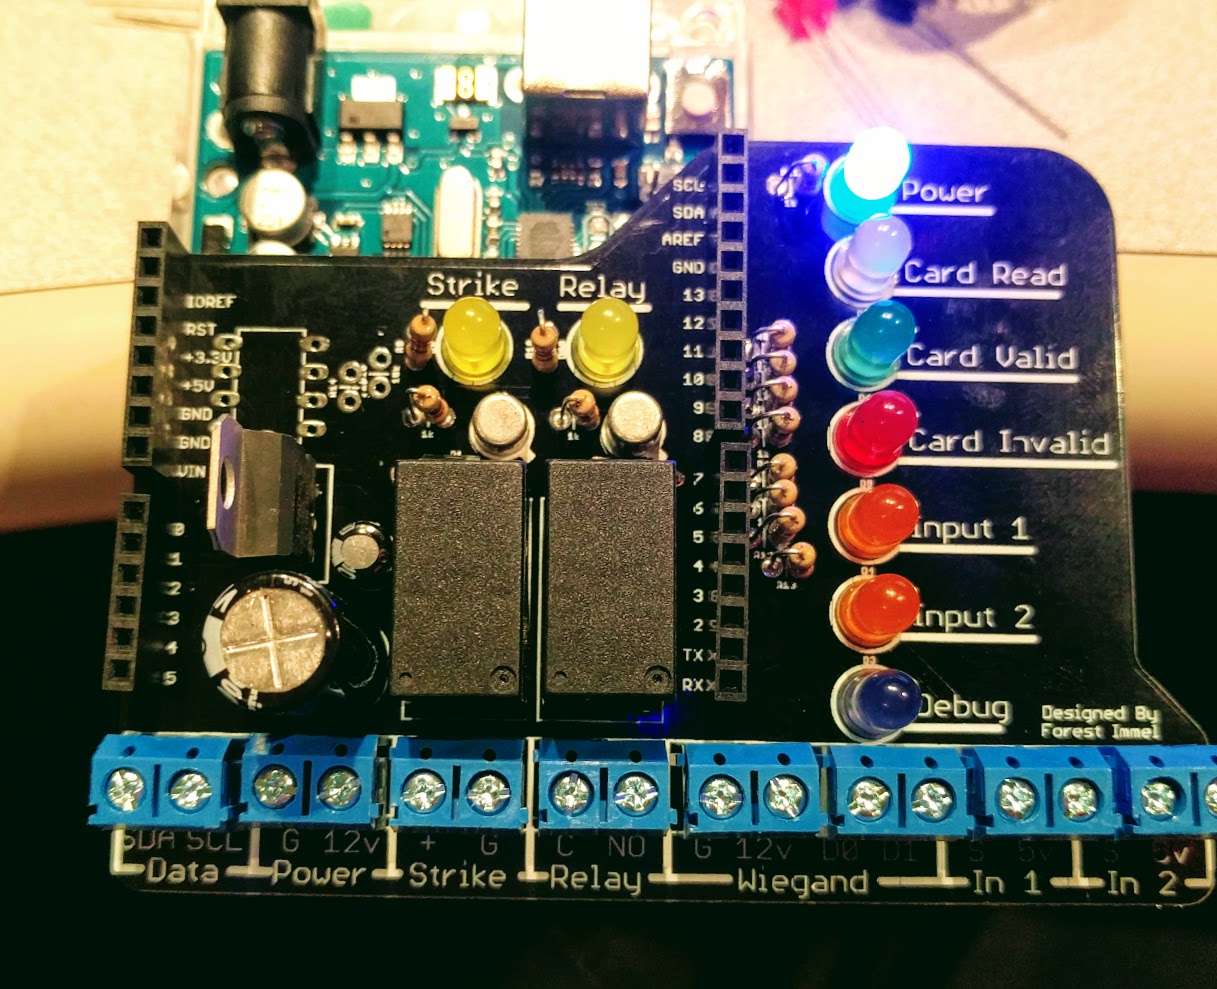 SCL
SDA
AREF
GND
13
12
11
10
9
8
7
6
5
4
3
2
TX
RX
IOREF
RST
+3.3V
+5V
GND
GND
VIN
0
1
2
3
4
5
Strike
Relay
1k
1k
Power
Card Read
Card Valid
Card Invalid
Input 1
Input 2
Debug
R13
Designed By
Forest Immel
SDA SCL G 12v + G C NO G 12v D0 D1 S 5v S 5v
Data Power Strike Relay Wiegand In 1 In 2